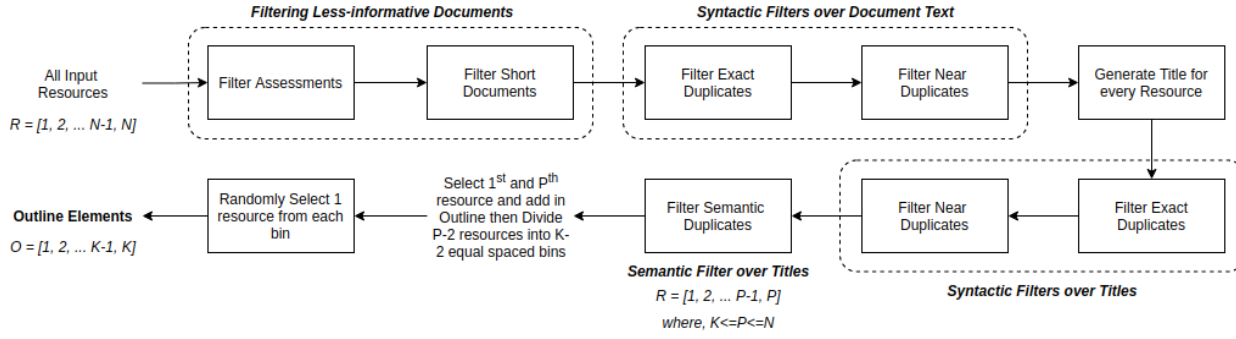 Filtering Less-informative Documents
Syntactic Filters over Document Text
All Input
Resources
R = [1, 2, ... N-1, N]
Filter Assessments
Filter Short
Documents
Filter Exact
Duplicates
Filter Near
Duplicates
Generate Title for
every Resource
Outline Elements
O = [1, 2, ... K-1, K]
Randomly Select 1
resource from each
bin
Select 1st and Pth
resource and add in
Outline then Divide
P-2 resources into K-
2 equal spaced bins
Filter Semantic
Duplicates
Filter Near
Duplicates
Filter Exact
Duplicates
Semantic Filter over Titles
R = [1, 2, ... P-1, P]
where, K<=P<=N
Syntactic Filters over Titles